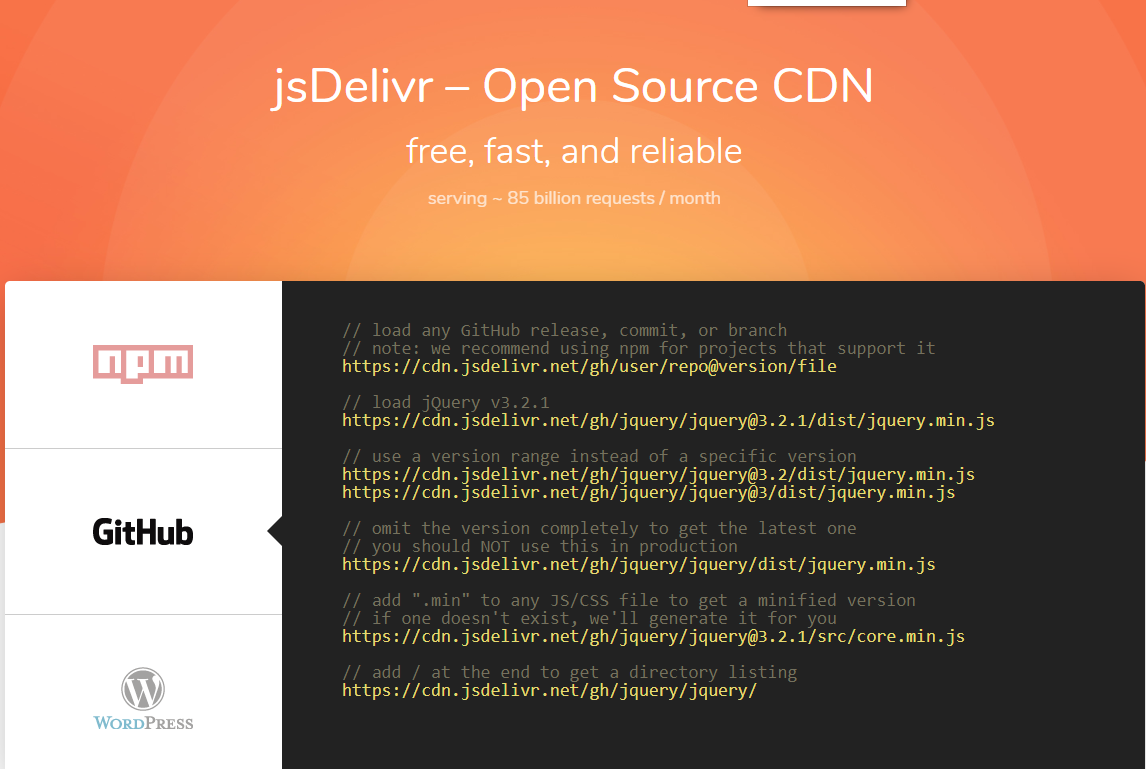 jsDelivr – Open Source CDN
free, fast, and reliable
serving ~ 85 billion requests / month
npm
GitHub
WORDPRESS
// load any GitHub release, commit, or branch
// note: we recommend using npm for projects that support it
https://cdn.jsdelivr.net/gh/user/repo@version/file
// load jQuery v3.2.1
https://cdn.jsdelivr.net/gh/jquery/jquery@3.2.1/dist/jquery.min.js
// use a version range instead of a specific version
https://cdn.jsdelivr.net/gh/jquery/jquery@3.2/dist/jquery.min.js
https://cdn.jsdelivr.net/gh/jquery/jquery@3/dist/jquery.min.js
// omit the version completely to get the latest one
// you should NOT use this in production
https://cdn.jsdelivr.net/gh/jquery/jquery/dist/jquery.min.js
// add ".min" to any JS/CSS file to get a minified version
// if one doesn't exist, we'll generate it for you
https://cdn.jsdelivr.net/gh/jquery/jquery@3.2.1/src/core.min.js
// add / at the end to get a directory listing
https://cdn.jsdelivr.net/gh/jquery/jquery/